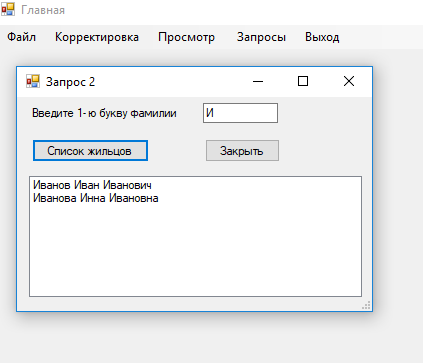 Главная
Файл Корректировка Просмотр Запросы Выход
Запрос 2
Введите 1-ю букву фамилии И
Список жильцов Закрыть
Иванов Иван Иванович
Иванова Инна Ивановна